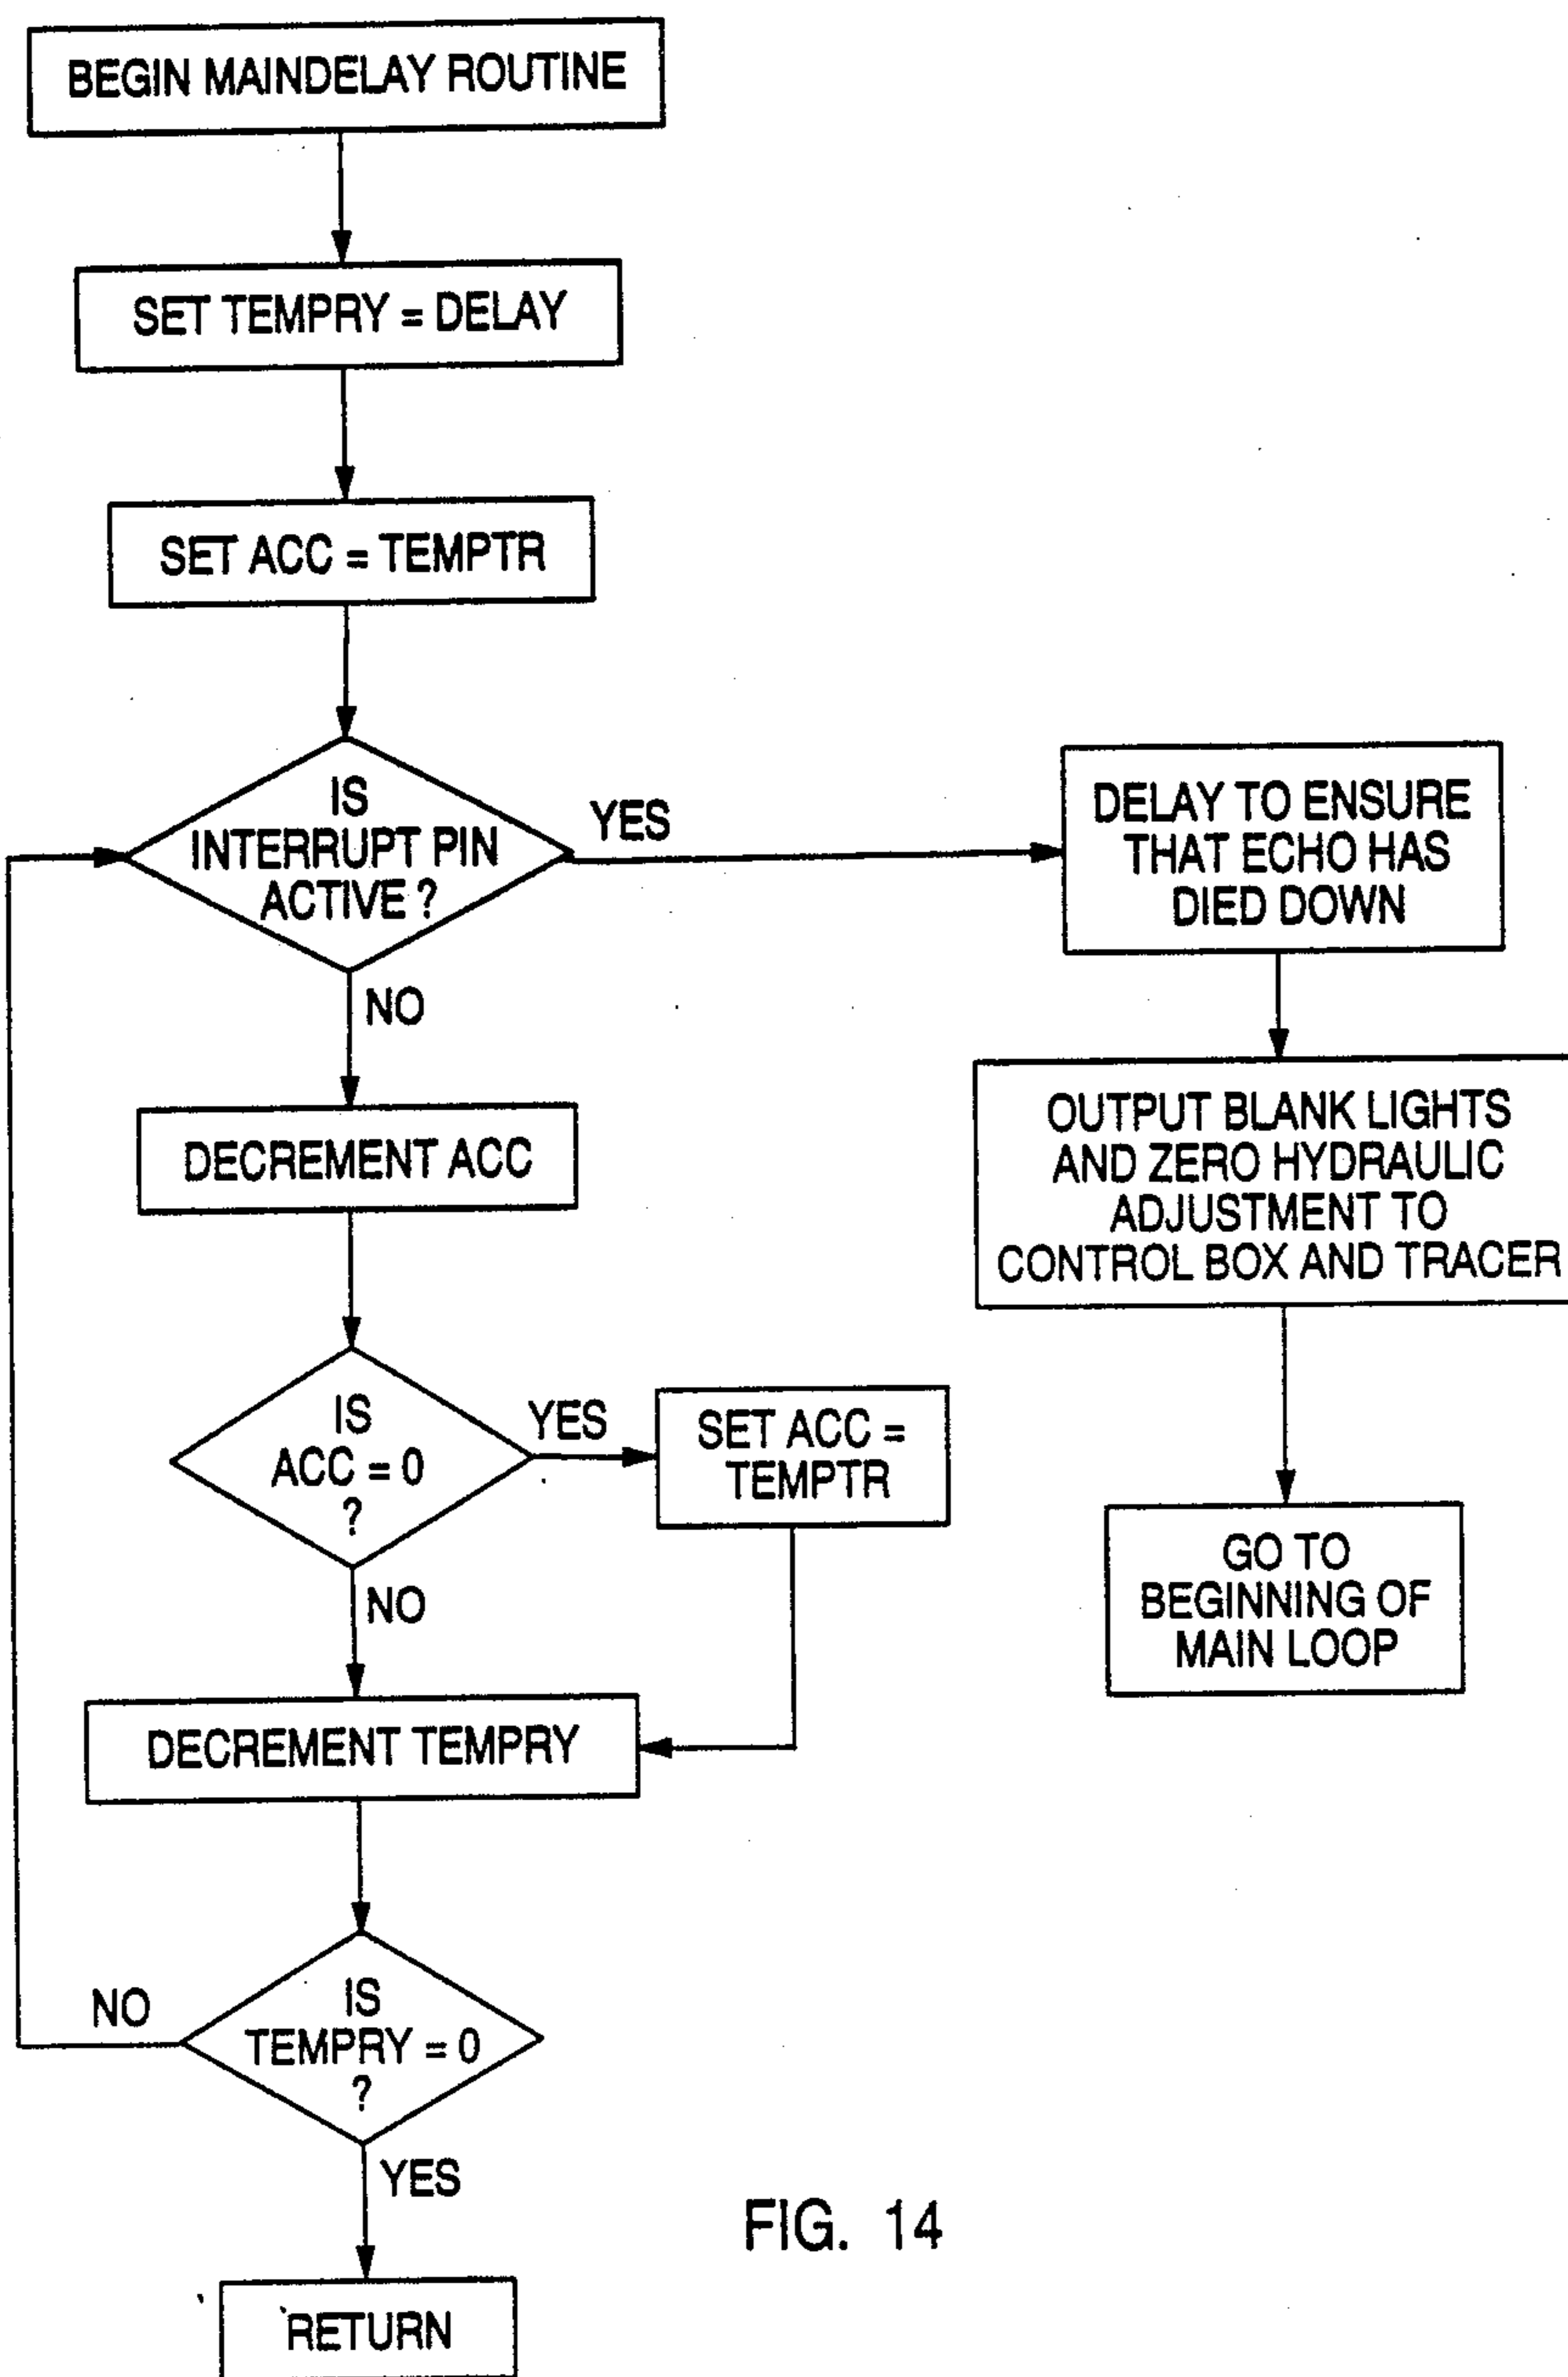 BEGIN MAINDELAY ROUTINE
SET TEMPRY = DELAY
SET ACC = TEMPTR
IS
INTERRUPT PIN
ACTIVE ?
YES
DELAY TO ENSURE
THAT ECHO HAS
DIED DOWN
NO
OUTPUT BLANK LIGHTS
AND ZERO HYDRAULIC
ADJUSTMENT TO
CONTROL BOX AND TRACER
DECREMENT ACC
IS
ACC = 0
?
YES
SET ACC =
TEMPTR
NO
GO TO
BEGINNING OF
MAIN LOOP
DECREMENT TEMPRY
IS
TEMPRY = 0
?
NO
YES
RETURN
FIG. 14